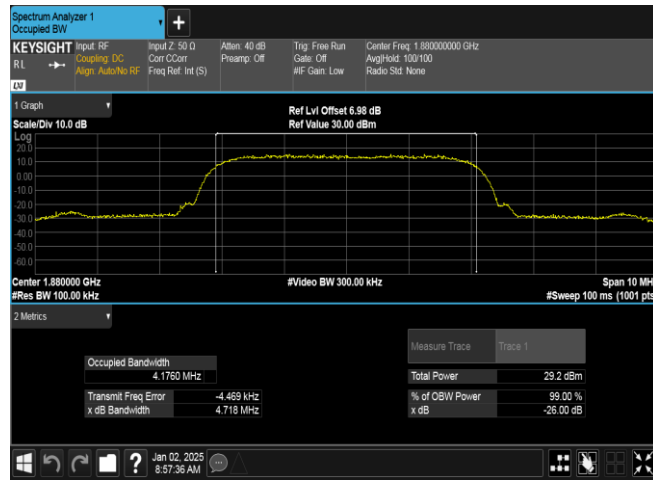 Spectrum Analyzer 1
Occupied BW
+
KEYSIGHT Input: RF Input Z: 50 Ω Atten: 40 dB Trig: Free Run Center Freq: 1.880000000 GHz
RL Coupling: DC Corr CCorr Preamp: Off Gate: Off Avg|Hold: 100/100
Align: Auto/No RF Freq Ref: Int (S) #IF Gain: Low Radio Std: None
LXI
1 Graph
Ref Lvl Offset 6.98 dB
Scale/Div 10.0 dB Ref Value 30.00 dBm
Log
20.0
10.0
0.00
-10.0
-20.0
-30.0
-40.0
-50.0
-60.0
Center 1.880000 GHz #Video BW 300.00 kHz Span 10 MH
#Res BW 100.00 kHz #Sweep 100 ms (1001 pts
2 Metrics
Measure Trace Trace 1
Occupied Bandwidth
4.1760 MHz Total Power 29.2 dBm
Transmit Freq Error -4.469 kHz % of OBW Power 99.00 %
x dB Bandwidth 4.718 MHz x dB -26.00 dB
? Jan 02, 2025
8:57:36 AM